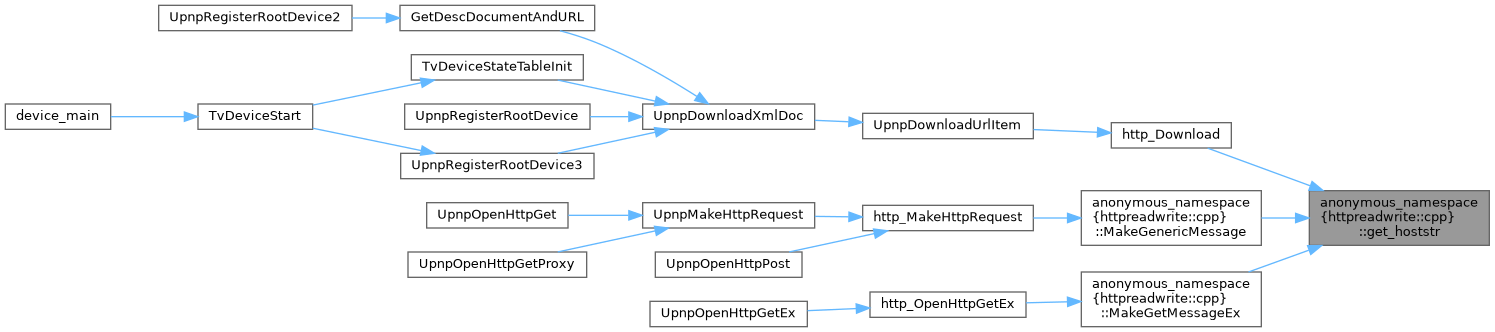 UpnpRegisterRootDevice2
GetDescDocumentAndURL
TvDeviceStateTableInit
device_main
TvDeviceStart
UpnpRegisterRootDevice
UpnpDownloadXmlDoc
UpnpDownloadUrlItem
http_Download
UpnpRegisterRootDevice3
UpnpOpenHttpGet
UpnpMakeHttpRequest
http_MakeHttpRequest
anonymous_namespace
{httpreadwrite::cpp}
::MakeGenericMessage
anonymous_namespace
{httpreadwrite::cpp}
::get_hoststr
UpnpOpenHttpGetProxy
UpnpOpenHttpPost
UpnpOpenHttpGetEx
http_OpenHttpGetEx
anonymous_namespace
{httpreadwrite::cpp}
::MakeGetMessageEx